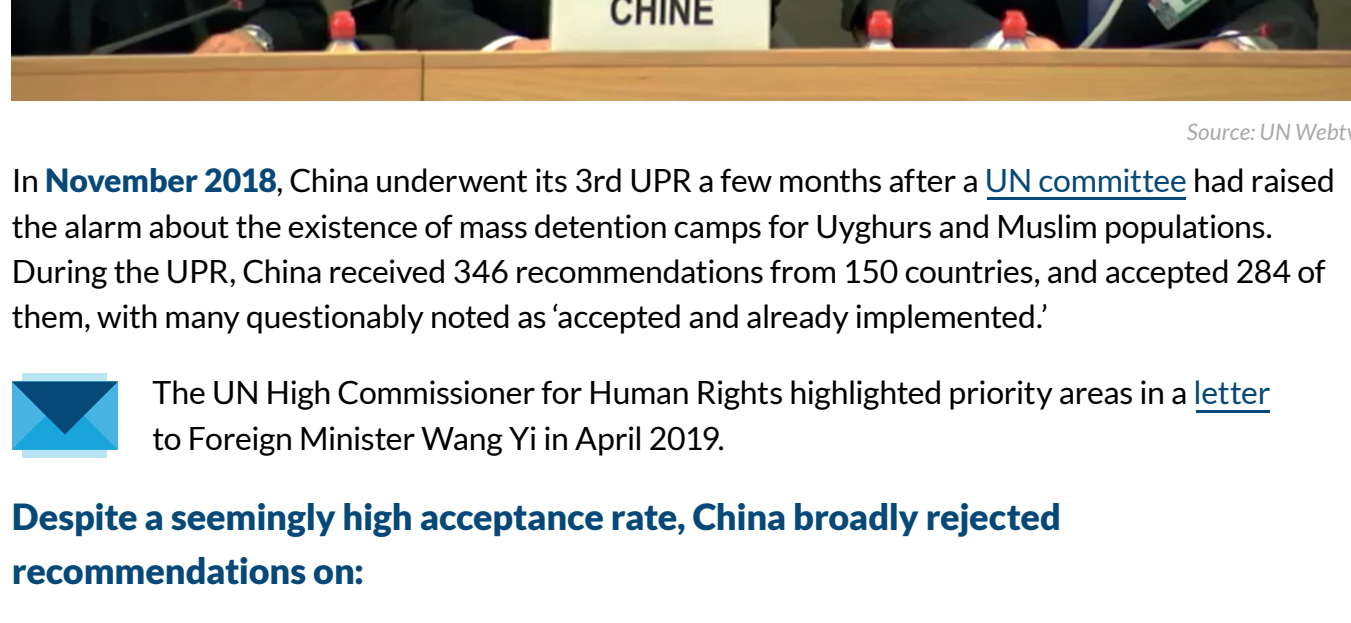 CHINE
Source: UN Webtv
In November 2018, China underwent its 3rd UPR a few months after a UN committee had raised
the alarm about the existence of mass detention camps for Uyghurs and Muslim populations.
During the UPR, China received 346 recommendations from 150 countries, and accepted 284 of
them, with many questionably noted as ‘accepted and already implemented.’
The UN High Commissioner for Human Rights highlighted priority areas in a letter
to Foreign Minister Wang Yi in April 2019.
Despite a seemingly high acceptance rate, China broadly rejected
recommendations on: